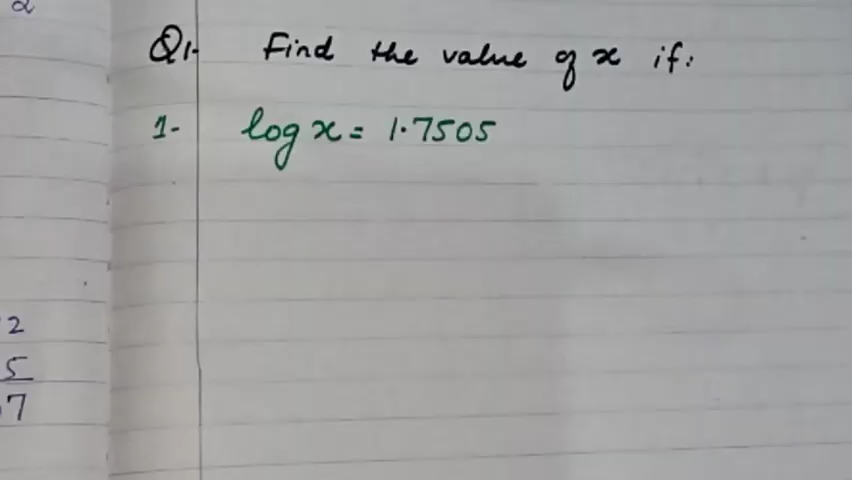 Q1- Find the value of x if:
1- log x = 1.7505
2
5
7